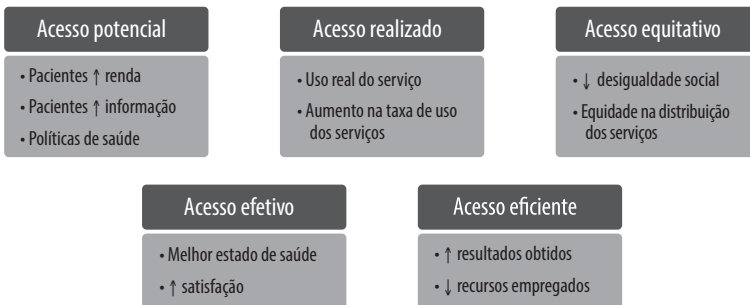 Acesso potencial
• Pacientes ↑ renda
• Pacientes ↑ informação
• Políticas de saúde
Acesso realizado
• Uso real do serviço
• Aumento na taxa de uso
dos serviços
Acesso equitativo
• ↓ desigualdade social
• Equidade na distribuição
dos serviços
Acesso efetivo
• Melhor estado de saúde
• ↑ satisfação
Acesso eficiente
• ↑ resultados obtidos
• ↓ recursos empregados